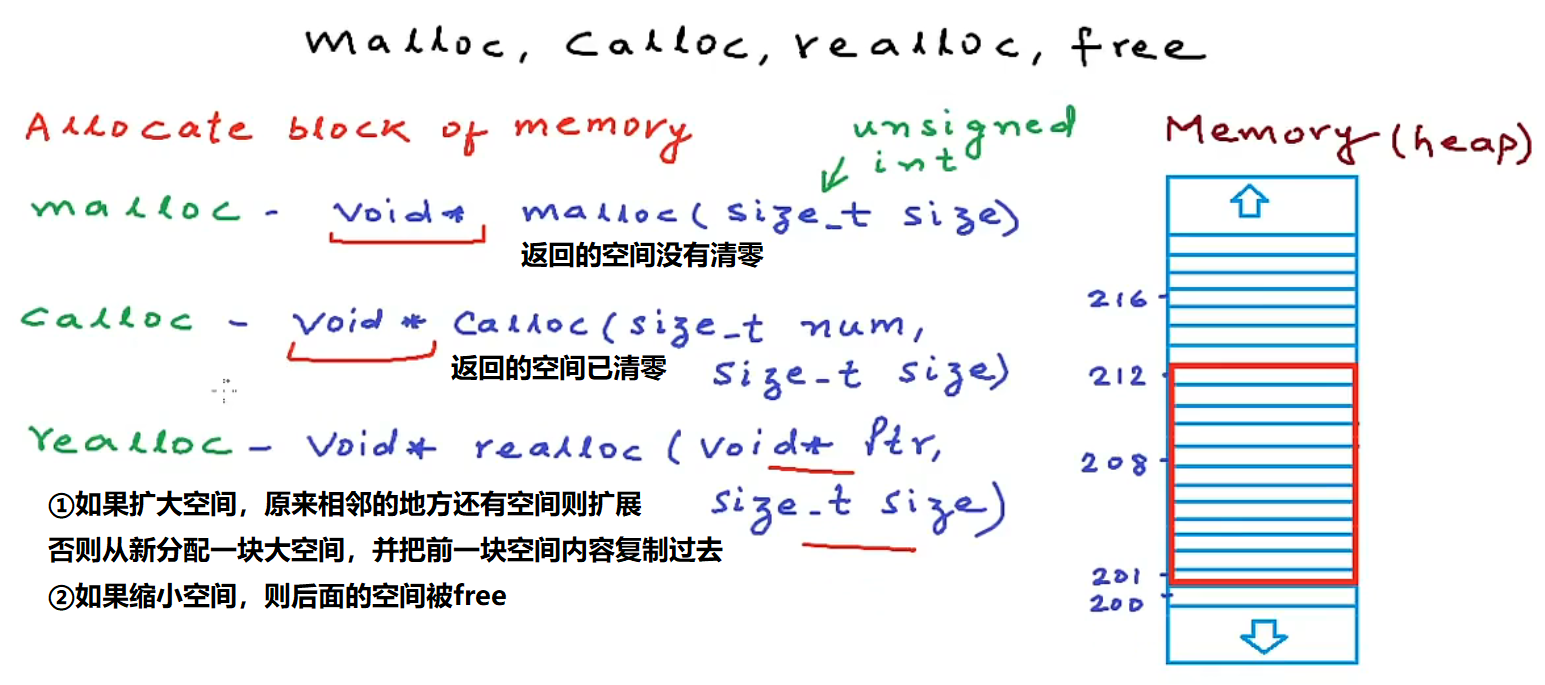 malloc, calloc, realloc, free
Allocate block of memory
unsigned
int
malloc - void* malloc(size_t size)
返回的空间没有清零
calloc - void* calloc(size_t num,
size_t size)
返回的空间已清零
realloc - void* realloc(void* Ptr,
size_t size)
①如果扩大空间，原来相邻的地方还有空间则扩展
否则从新分配一块大空间，并把前一块空间内容复制过去
②如果缩小空间，则后面的空间被free
Memory (heap)
216
212
208
201
200